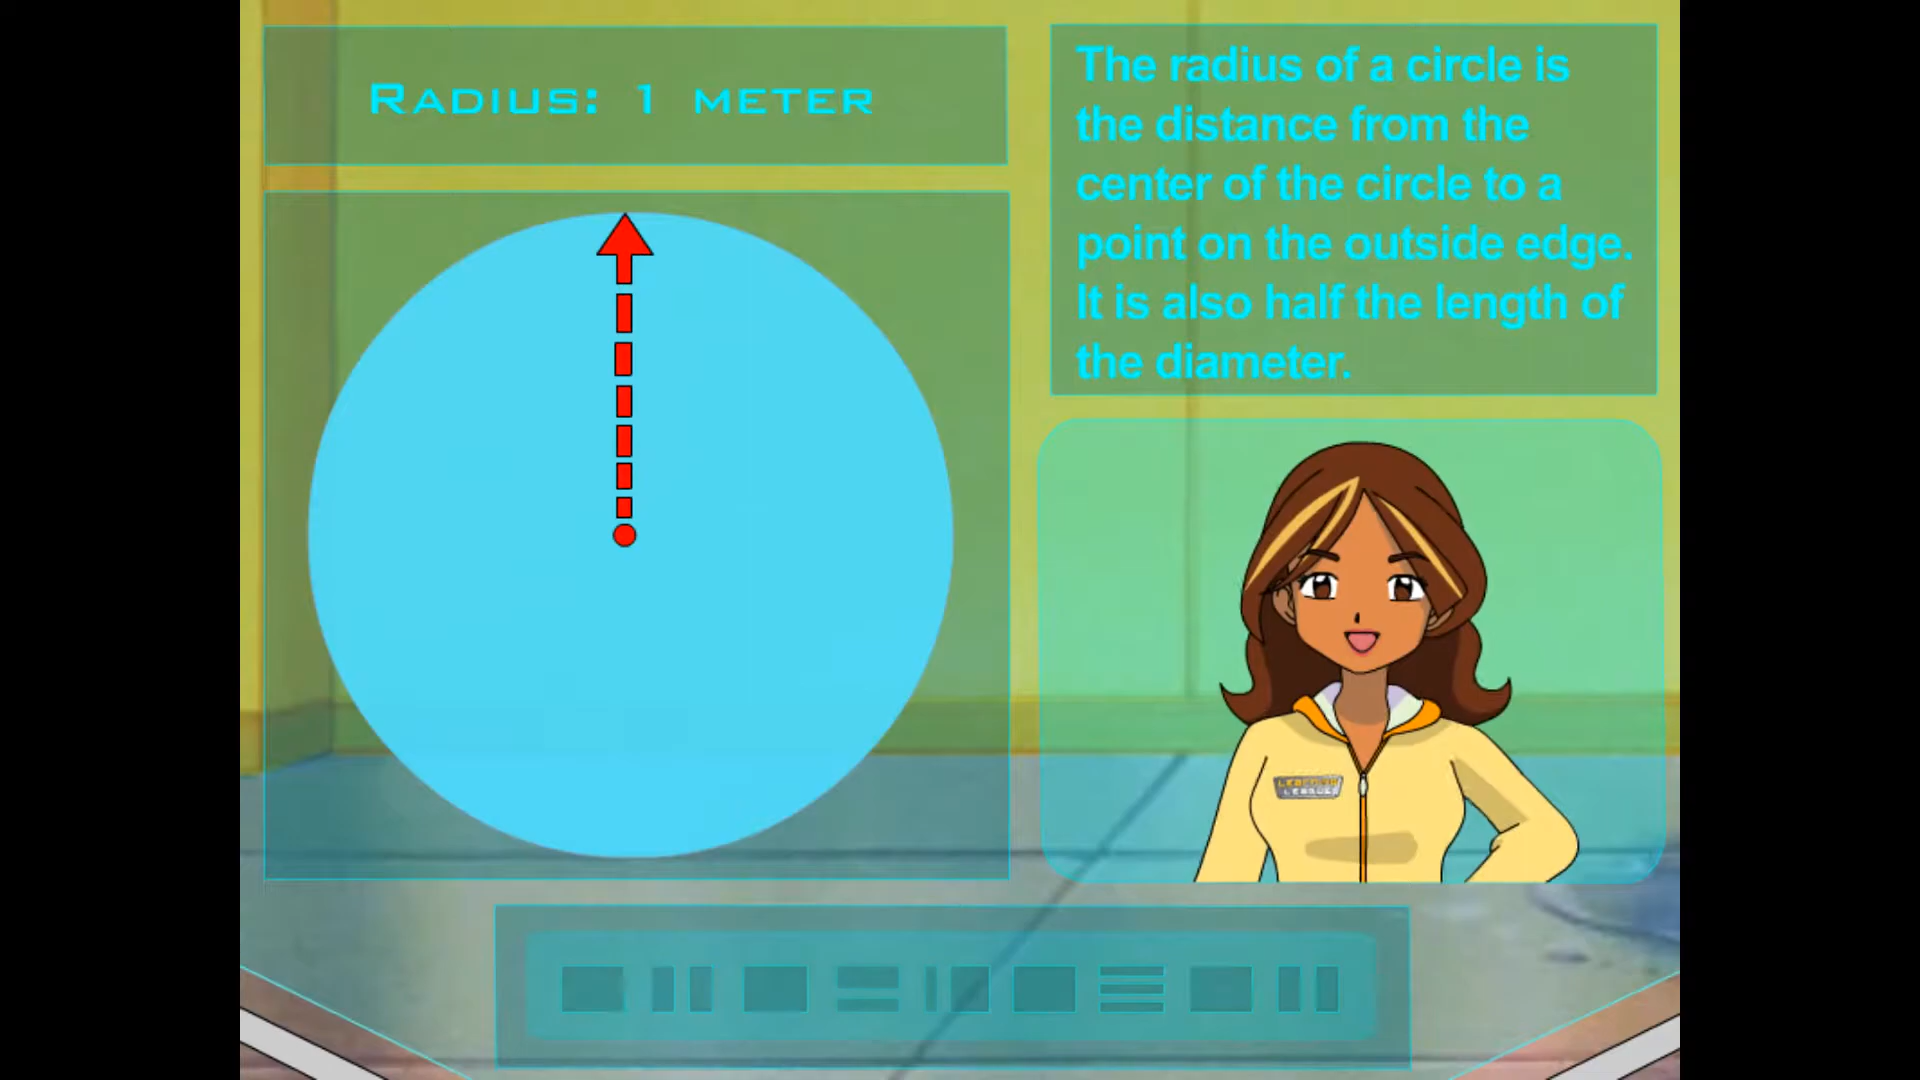 RADIUS: 1 METER
The radius of a circle is
the distance from the
center of the circle to a
point on the outside edge.
It is also half the length of
the diameter.